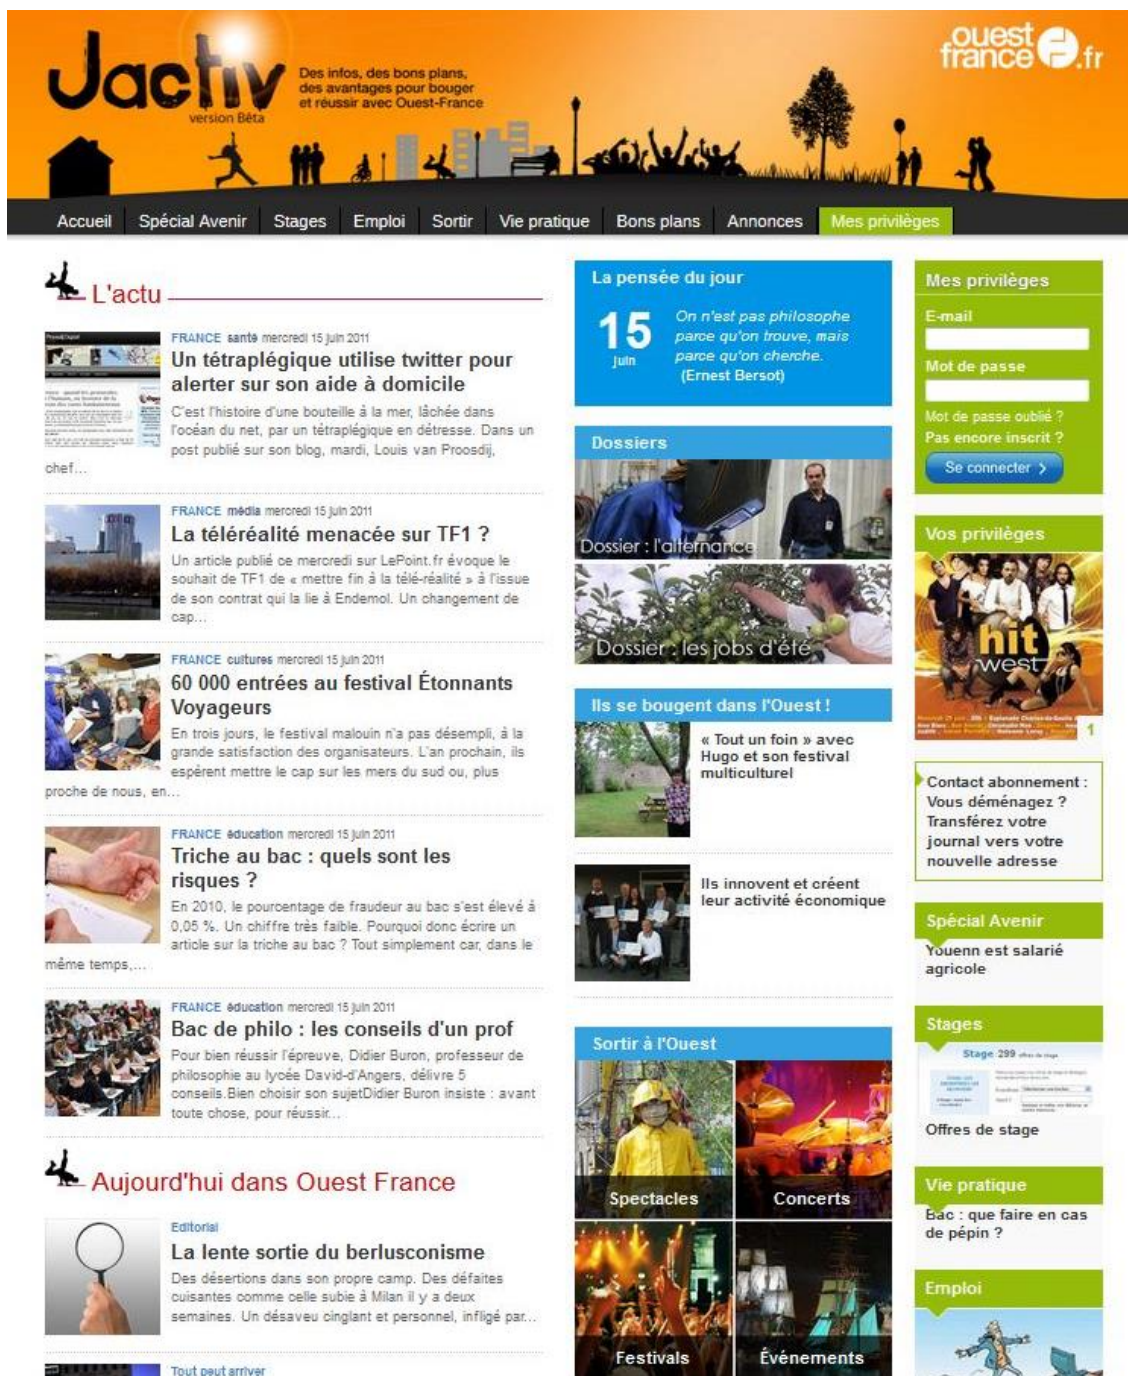 Jactiv
version Bêta
Des infos, des bons plans,
des avantages pour bouger
et réussir avec Ouest-France
ouest
france .fr
Accueil
Spécial Avenir
Stages
Emploi
Sortir
Vie pratique
Bons plans
Annonces
Mes privilèges
L'actu
FRANCE santé mercredi 15 juin 2011
Un tétraplégique utilise twitter pour
alerter sur son aide à domicile
C'est l'histoire d'une bouteille à la mer, lâchée dans
l'océan du net, par un tétraplégique en détresse. Dans un
post publié sur son blog, mardi, Louis van Proosdij,
chef...
FRANCE média mercredi 15 juin 2011
La téléréalité menacée sur TF1 ?
Un article publié ce mercredi sur LePoint.fr évoque le
souhait de TF1 de « mettre fin à la télé-réalité » à l'issue
de son contrat qui la lie à Endemol. Un changement de
cap...
FRANCE cultures mercredi 15 juin 2011
60 000 entrées au festival Étonnants
Voyageurs
En trois jours, le festival malouin n'a pas désempli, à la
grande satisfaction des organisateurs. L'an prochain, ils
espèrent mettre le cap sur les mers du sud ou, plus
proche de nous, en...
FRANCE éducation mercredi 15 juin 2011
Triche au bac : quels sont les
risques ?
En 2010, le pourcentage de fraudeur au bac s'est élevé à
0,05 %. Un chiffre très faible. Pourquoi donc écrire un
article sur la triche au bac ? Tout simplement car, dans le
même temps,...
FRANCE éducation mercredi 15 juin 2011
Bac de philo : les conseils d'un prof
Pour bien réussir l'épreuve, Didier Buron, professeur de
philosophie au lycée David-d'Angers, délivre 5
conseils.Bien choisir son sujetDidier Buron insiste : avant
toute chose, pour réussir...
Aujourd'hui dans Ouest France
Editorial
La lente sortie du berlusconisme
Des désertions dans son propre camp. Des défaites
cuisantes comme celle subie à Milan il y a deux
semaines. Un désaveu cinglant et personnel, infligé par...
Tout peut arriver
La pensée du jour
15
juin
On n'est pas philosophe
parce qu'on trouve, mais
parce qu'on cherche.
(Ernest Bersot)
Dossiers
Dossier : l'alternance
Dossier : les jobs d'été
Ils se bougent dans l'Ouest !
« Tout un foin » avec
Hugo et son festival
multiculturel
Ils innovent et créent
leur activité économique
Sortir à l'Ouest
Spectacles
Concerts
Festivals
Événements
Mes privilèges
E-mail
Mot de passe
Mot de passe oublié ?
Pas encore inscrit ?
Se connecter
Vos privilèges
hit
west
1
Contact abonnement :
Vous déménagez ?
Transférez votre
journal vers votre
nouvelle adresse
Spécial Avenir
Youenn est salarié
agricole
Stages
Stage 299 offres de stage
Offres de stage
Vie pratique
Bac : que faire en cas
de pépin ?
Emploi